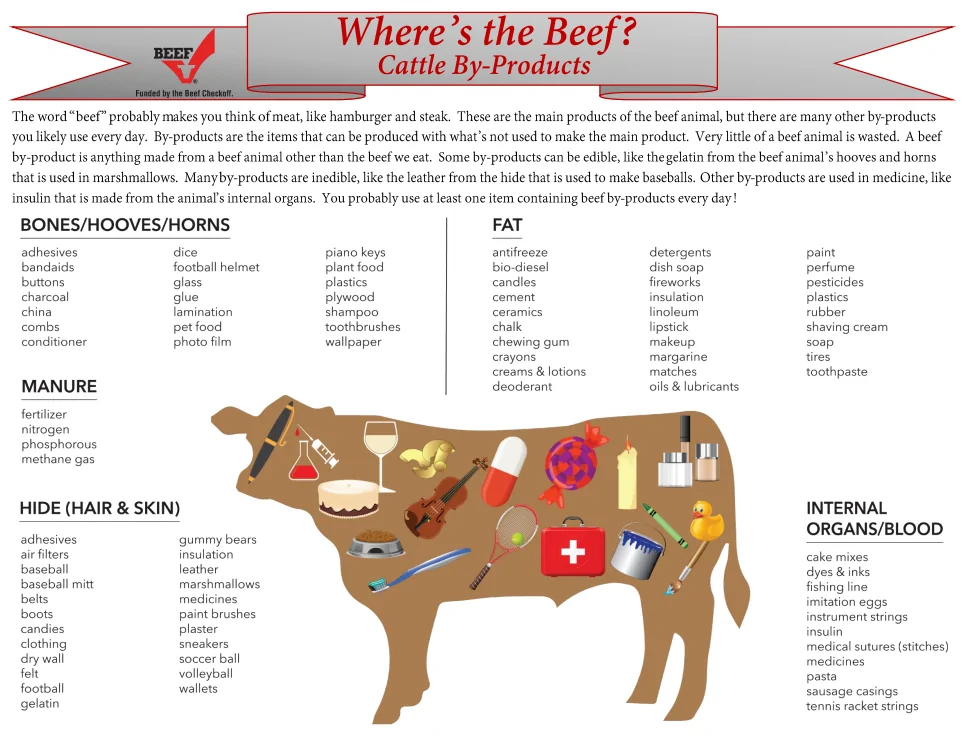 Where's the Beef?
Cattle By-Products
BEEF
Funded by the Beef Checkoff.
The word “beef” probably makes you think of meat, like hamburger and steak. These are the main products of the beef animal, but there are many other by-products
you likely use every day. By-products are the items that can be produced with what's not used to make the main product. Very little of a beef animal is wasted. A beef
by-product is anything made from a beef animal other than the beef we eat. Some by-products can be edible, like the gelatin from the beef animal's hooves and horns
that is used in marshmallows. Many by-products are inedible, like the leather from the hide that is used to make baseballs. Other by-products are used in medicine, like
insulin that is made from the animal's internal organs. You probably use at least one item containing beef by-products every day!
BONES/HOOVES/HORNS
adhesives
bandaids
buttons
charcoal
china
combs
conditioner
dice
football helmet
glass
glue
lamination
pet food
photo film
piano keys
plant food
plastics
plywood
shampoo
toothbrushes
wallpaper
FAT
antifreeze
bio-diesel
candles
cement
ceramics
chalk
chewing gum
crayons
creams & lotions
deoderant
detergents
dish soap
fireworks
insulation
linoleum
lipstick
makeup
margarine
matches
oils & lubricants
paint
perfume
pesticides
plastics
rubber
shaving cream
soap
tires
toothpaste
MANURE
fertilizer
nitrogen
phosphorous
methane gas
HIDE (HAIR & SKIN)
adhesives
air filters
baseball
baseball mitt
belts
boots
candies
clothing
dry wall
felt
football
gelatin
gummy bears
insulation
leather
marshmallows
medicines
paint brushes
plaster
sneakers
soccer ball
volleyball
wallets
INTERNAL
ORGANS/BLOOD
cake mixes
dyes & inks
fishing line
imitation eggs
instrument strings
insulin
medical sutures (stitches)
medicines
pasta
sausage casings
tennis racket strings